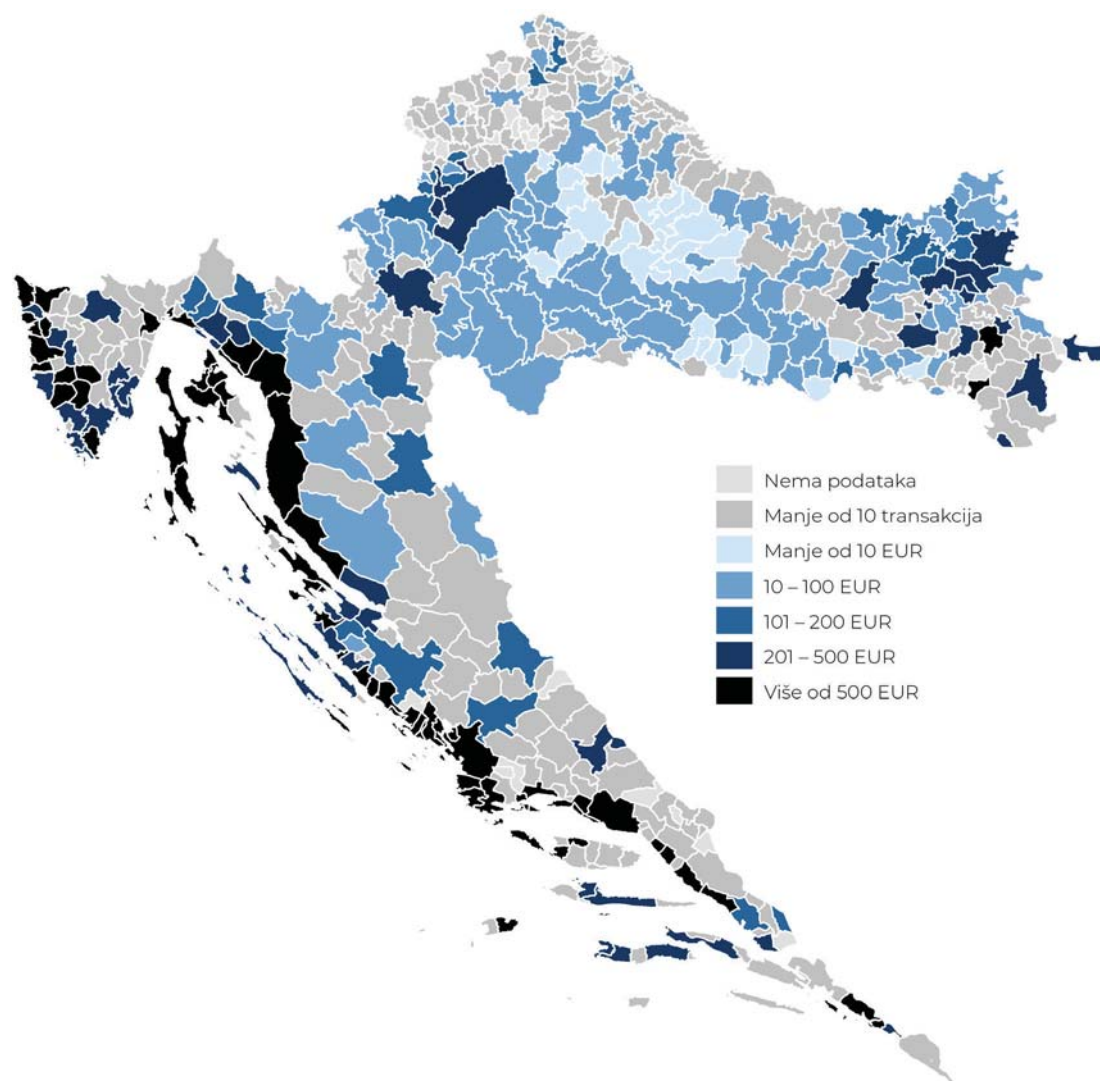 Nema podataka
Manje od 10 transakcija
Manje od 10 EUR
10 – 100 EUR
101 – 200 EUR
201 – 500 EUR
Više od 500 EUR